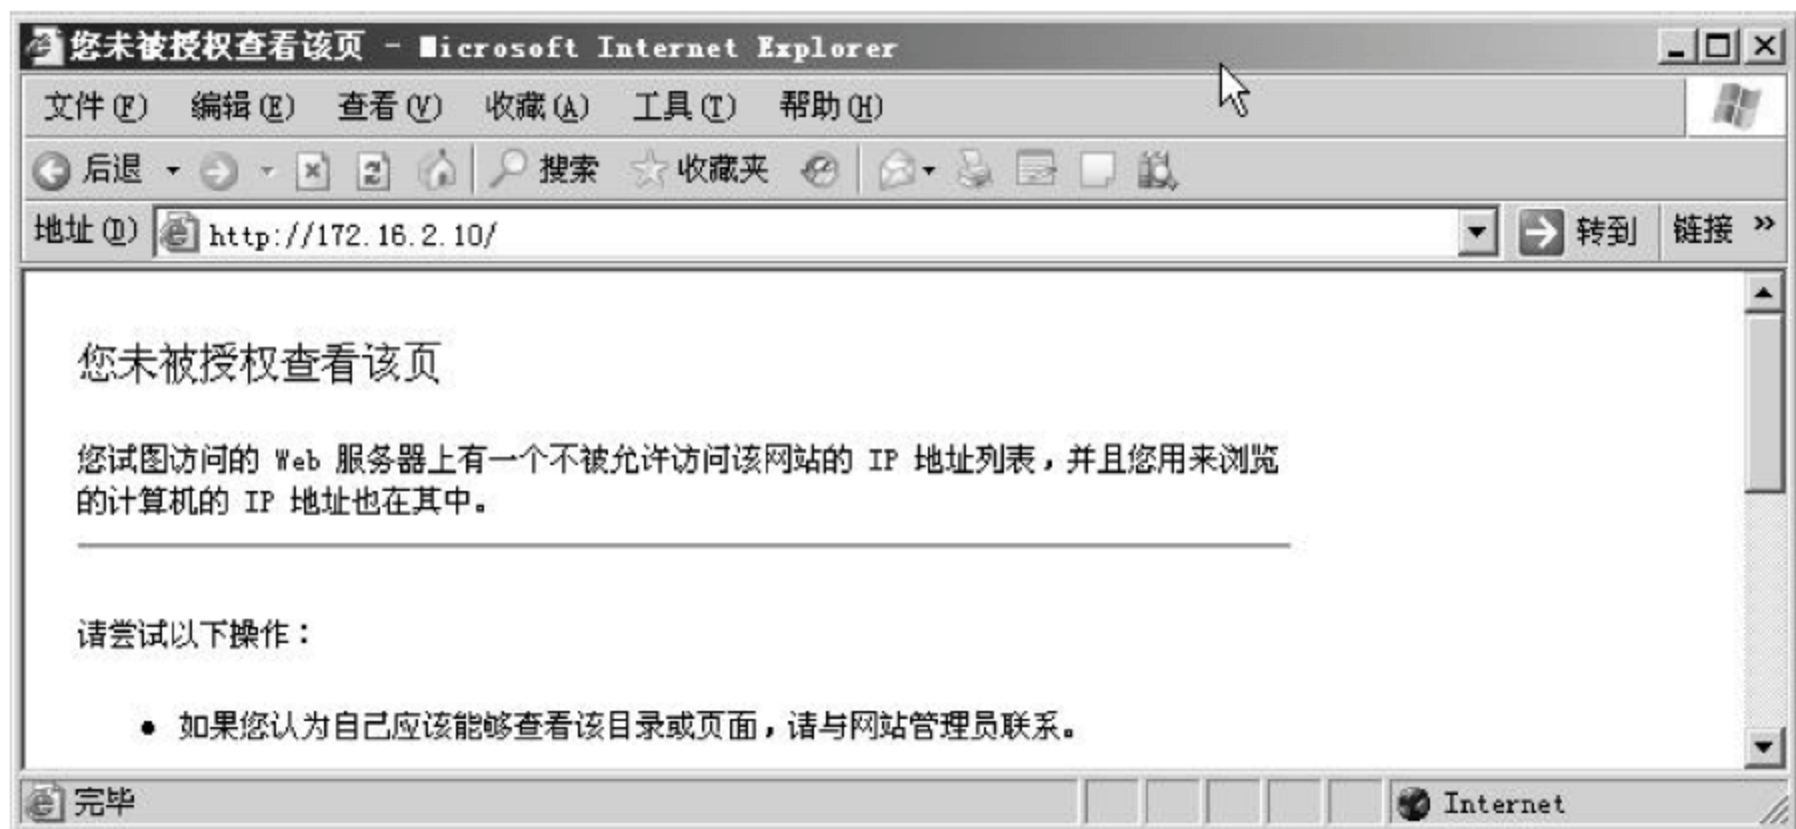 您未被授权查看该页 - Microsoft Internet Explorer
文件(F) 编辑(E) 查看(V) 收藏(A) 工具(T) 帮助(H)
后退 搜索 收藏夹
地址(D) http://172.16.2.10/ 转到 链接 »
您未被授权查看该页
您试图访问的 Web 服务器上有一个不被允许访问该网站的 IP 地址列表，并且您用来浏览
的计算机的 IP 地址也在其中。
请尝试以下操作：
• 如果您认为自己应该能够查看该目录或页面，请与网站管理员联系。
完毕 Internet